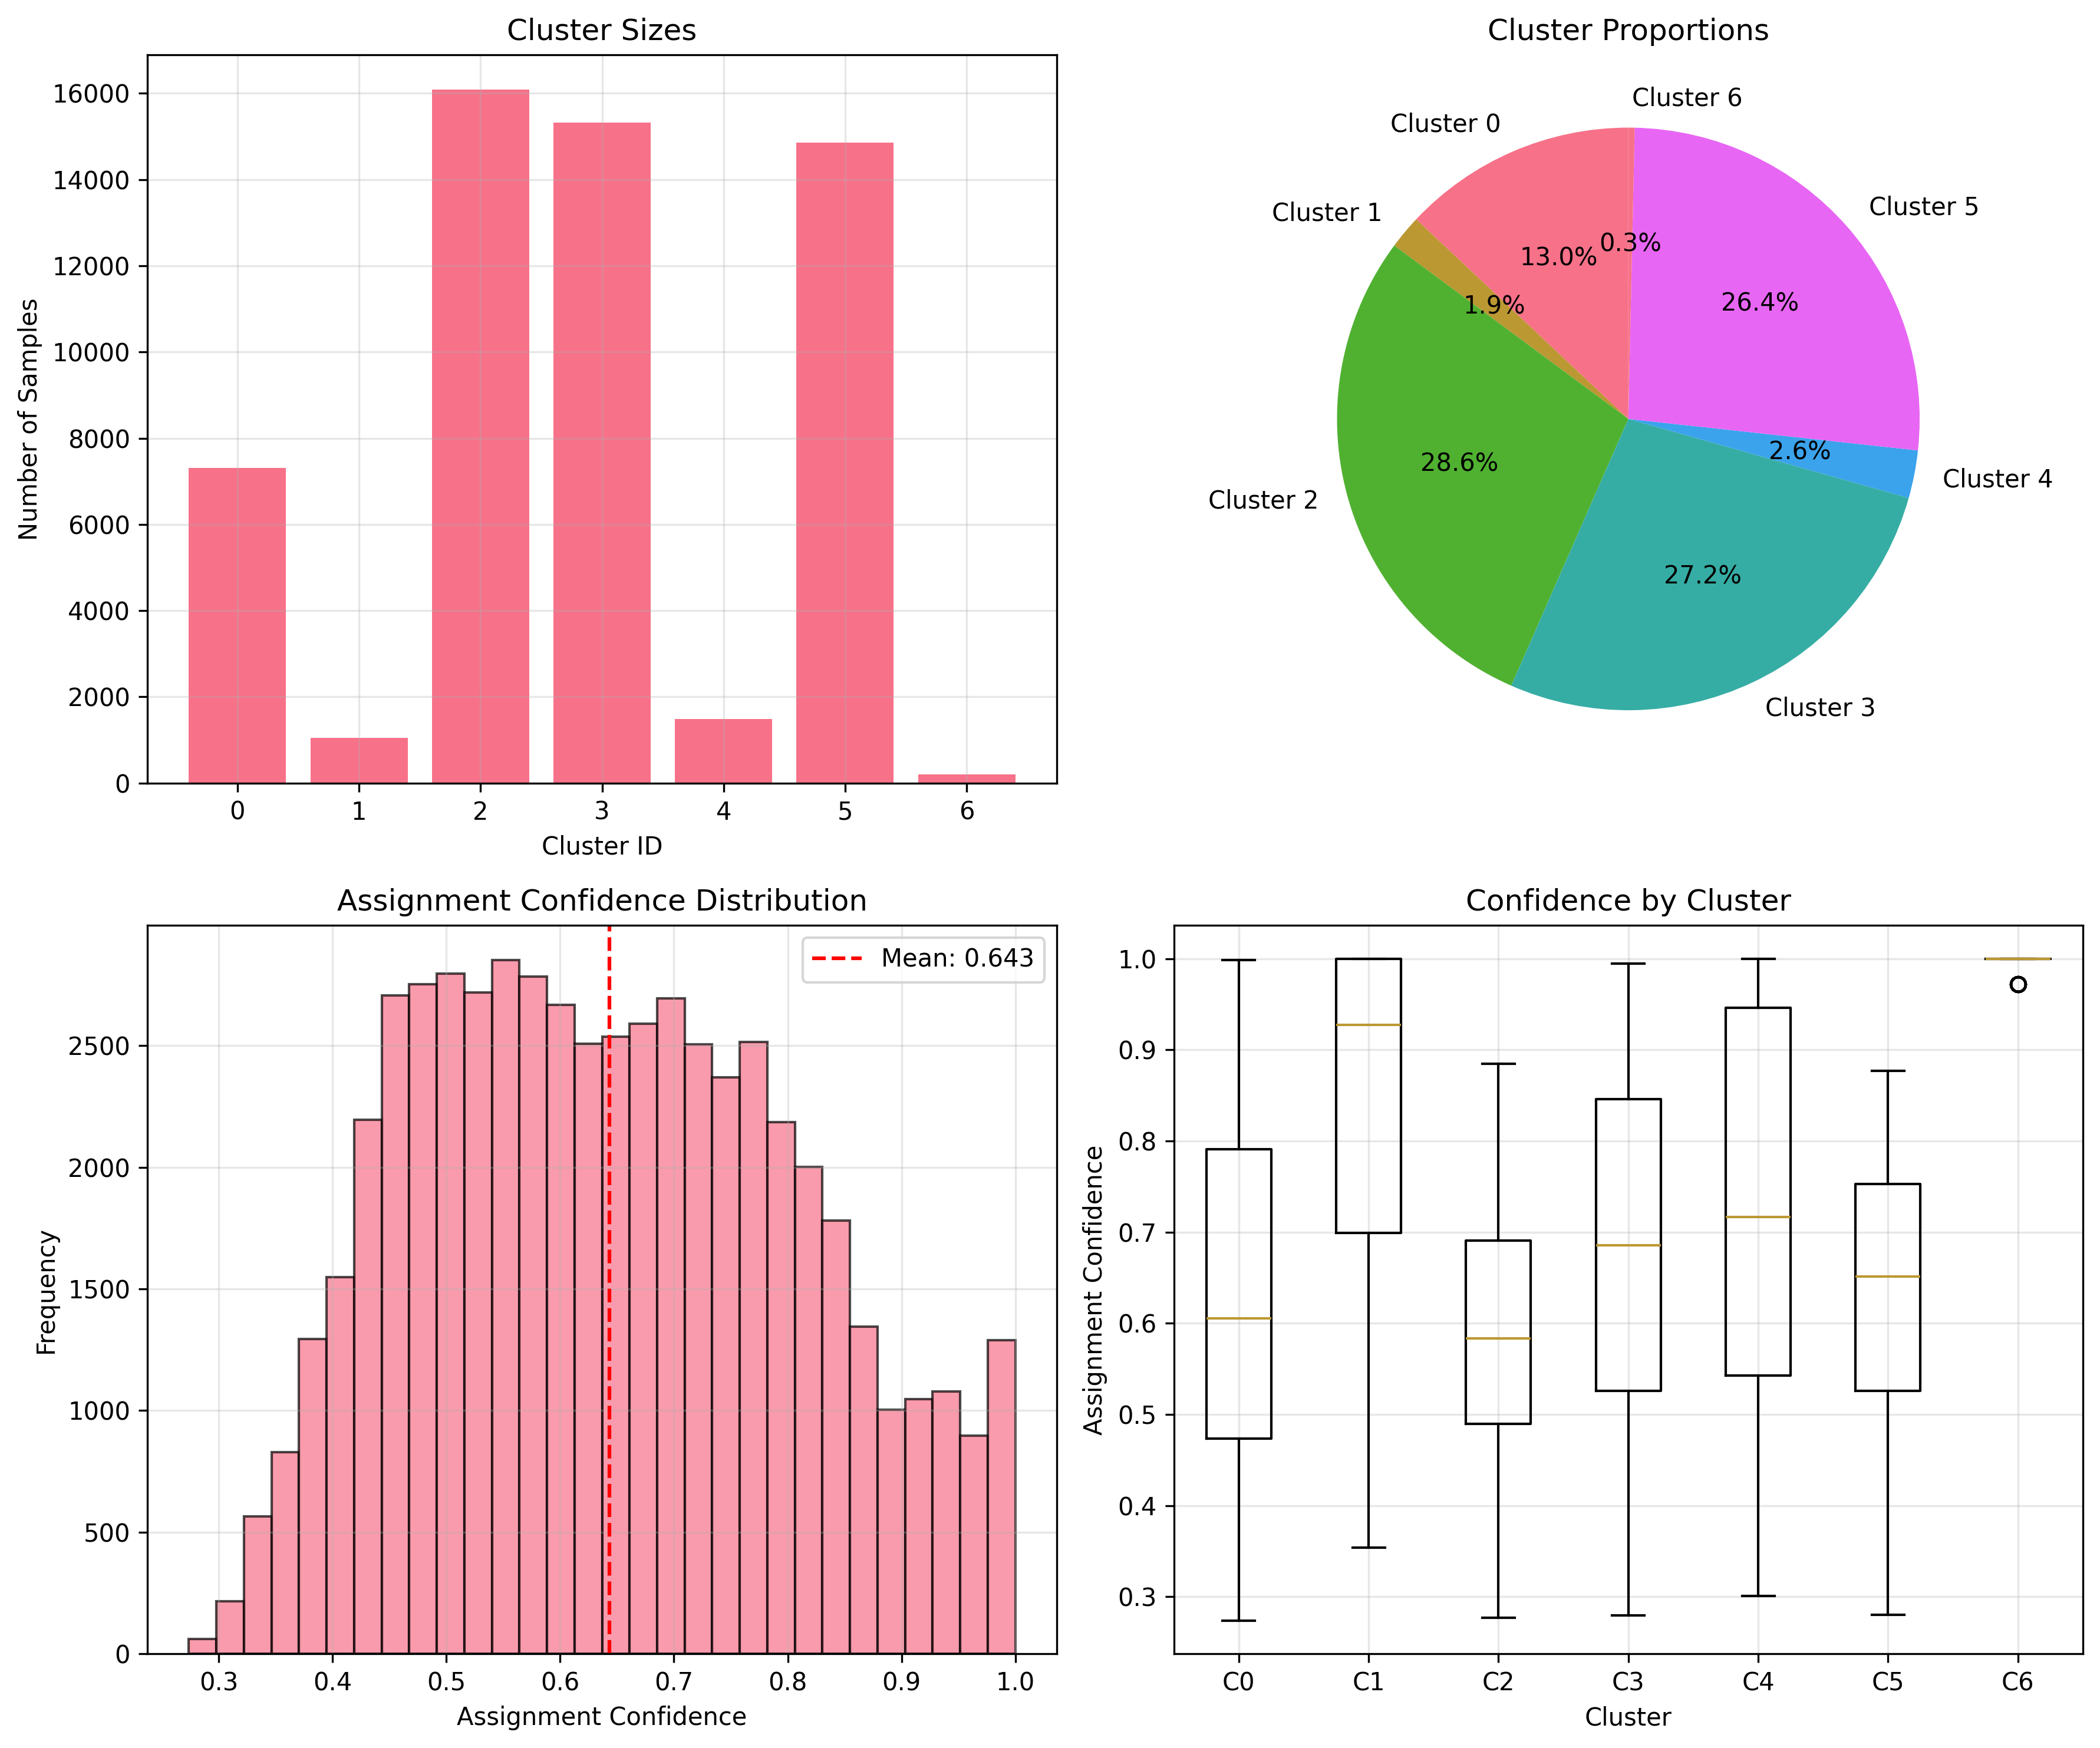 Cluster Sizes
Number of Samples
16000
14000
12000
10000
8000
6000
4000
2000
0
0 1 2 3 4 5 6
Cluster ID
Cluster Proportions
Cluster 0
13.0%
Cluster 1
1.9%
Cluster 2
28.6%
Cluster 3
27.2%
Cluster 4
2.6%
Cluster 5
26.4%
Cluster 6
0.3%
Assignment Confidence Distribution
Mean: 0.643
Frequency
2500
2000
1500
1000
500
0
0.3 0.4 0.5 0.6 0.7 0.8 0.9 1.0
Assignment Confidence
Confidence by Cluster
Assignment Confidence
1.0
0.9
0.8
0.7
0.6
0.5
0.4
0.3
C0 C1 C2 C3 C4 C5 C6
Cluster